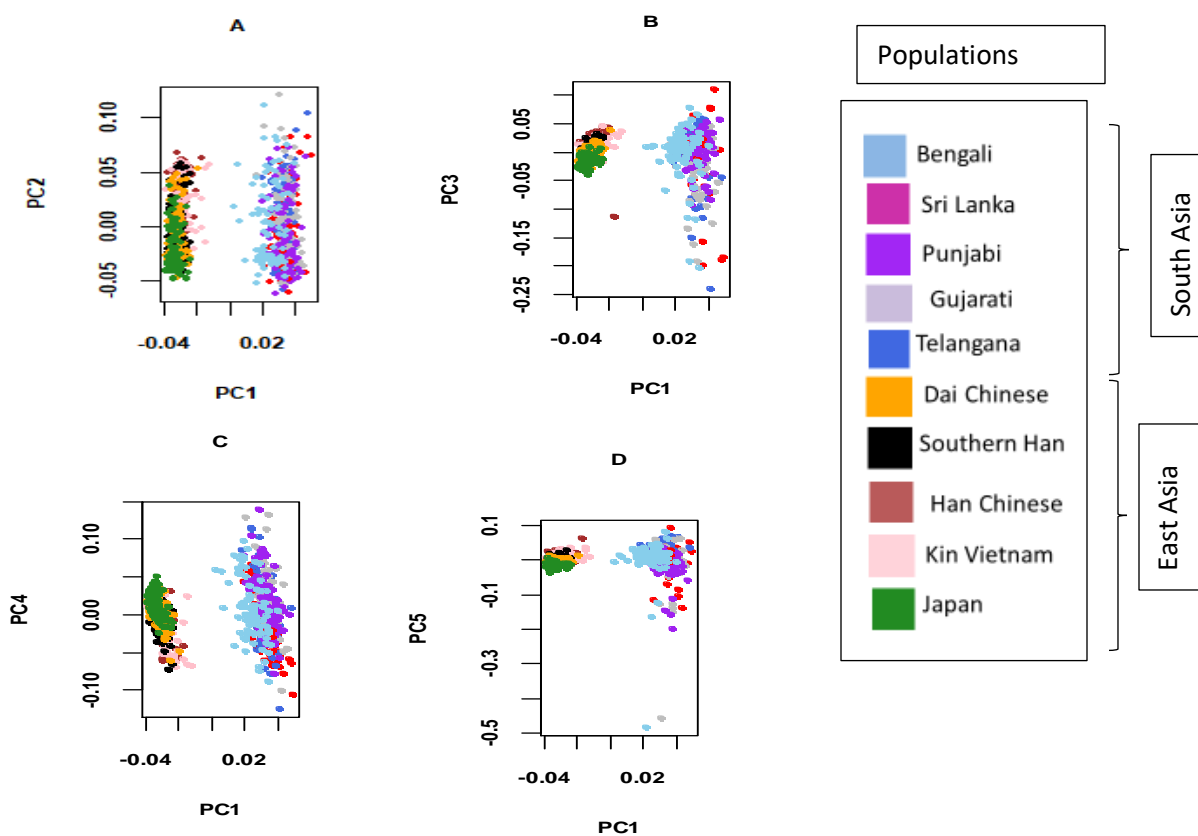 A
PC2
0.10
0.05
0.00
-0.05
-0.04
0.02
PC1
B
PC3
0.05
-0.05
-0.15
-0.25
-0.04
0.02
PC1
C
PC4
0.10
0.00
-0.10
-0.04
0.02
PC1
D
PC5
0.1
-0.1
-0.3
-0.5
-0.04
0.02
PC1
Populations
Bengali
Sri Lanka
Punjabi
Gujarati
Telangana
Dai Chinese
Southern Han
Han Chinese
Kin Vietnam
Japan
South Asia
East Asia